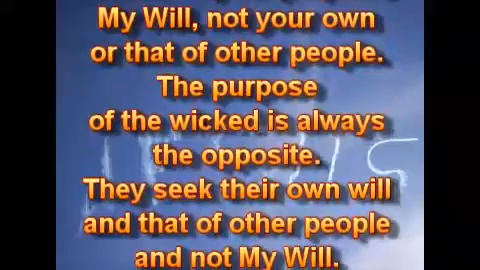 My Will, not your own
or that of other people.
The purpose
of the wicked is always
the opposite.
They seek their own will
and that of other people
and not My Will.